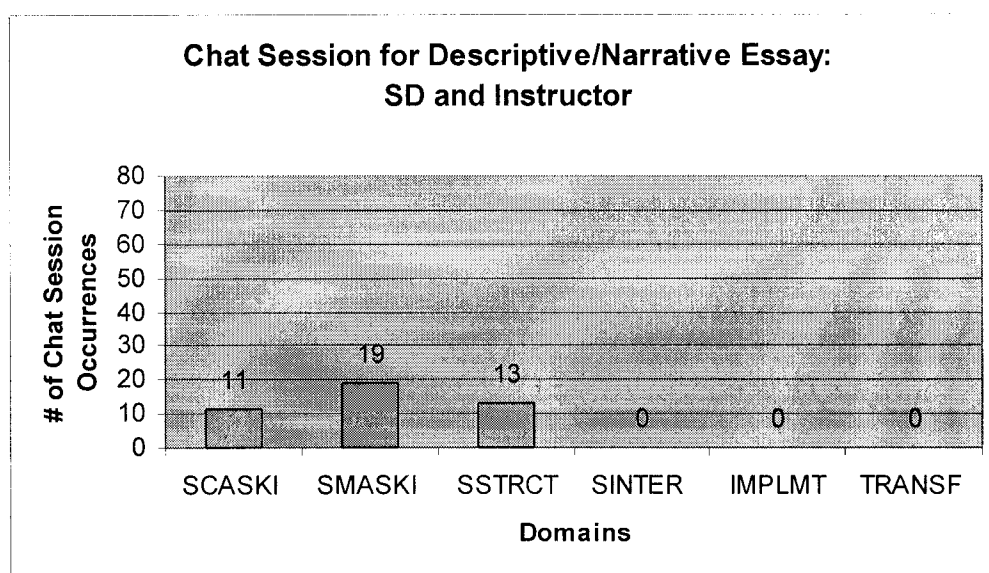 Chat Session for Descriptive/Narrative Essay:
SD and Instructor
# of Chat Session
Occurrences
80
70
60
50
40
30
20
10
0
11
19
13
0
0
0
SCASKI
SMASKI
SSTRCT
SINTER
IMPLMT
TRANSF
Domains